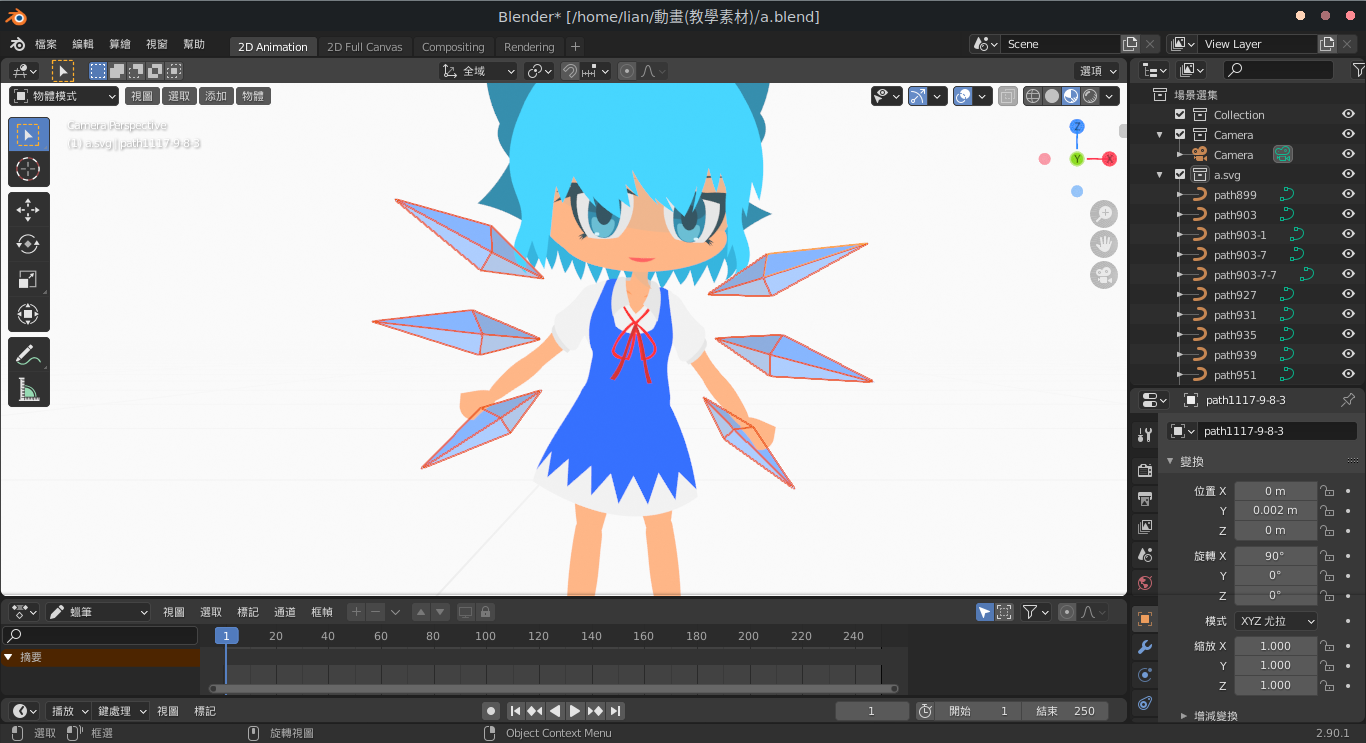 Blender* [/home/lian/動畫(教學素材)/a.blend]
檔案 編輯 算繪 視窗 幫助 2D Animation 2D Full Canvas Compositing Rendering + Scene View Layer
全域 選項
物體模式 視圖 選取 添加 物體
Camera Perspective
(1) a.svg | path1117-9-8-3
Z
Y
X
場景選集
Collection
Camera
Camera
a.svg
path899
path903
path903-1
path903-7
path903-7-7
path927
path931
path935
path939
path951
path1117-9-8-3
path1117-9-8-3
變換
位置 X 0 m
Y 0.002 m
Z 0 m
旋轉 X 90°
Y 0°
Z 0°
模式 XYZ 尤拉
縮放 X 1.000
Y 1.000
Z 1.000
增減變換
蠟筆 視圖 選取 標記 通道 框幀
1 20 40 60 80 100 120 140 160 180 200 220 240
摘要
播放 鍵處理 視圖 標記 1 開始 1 結束 250
選取 框選 旋轉視圖 Object Context Menu 2.90.1